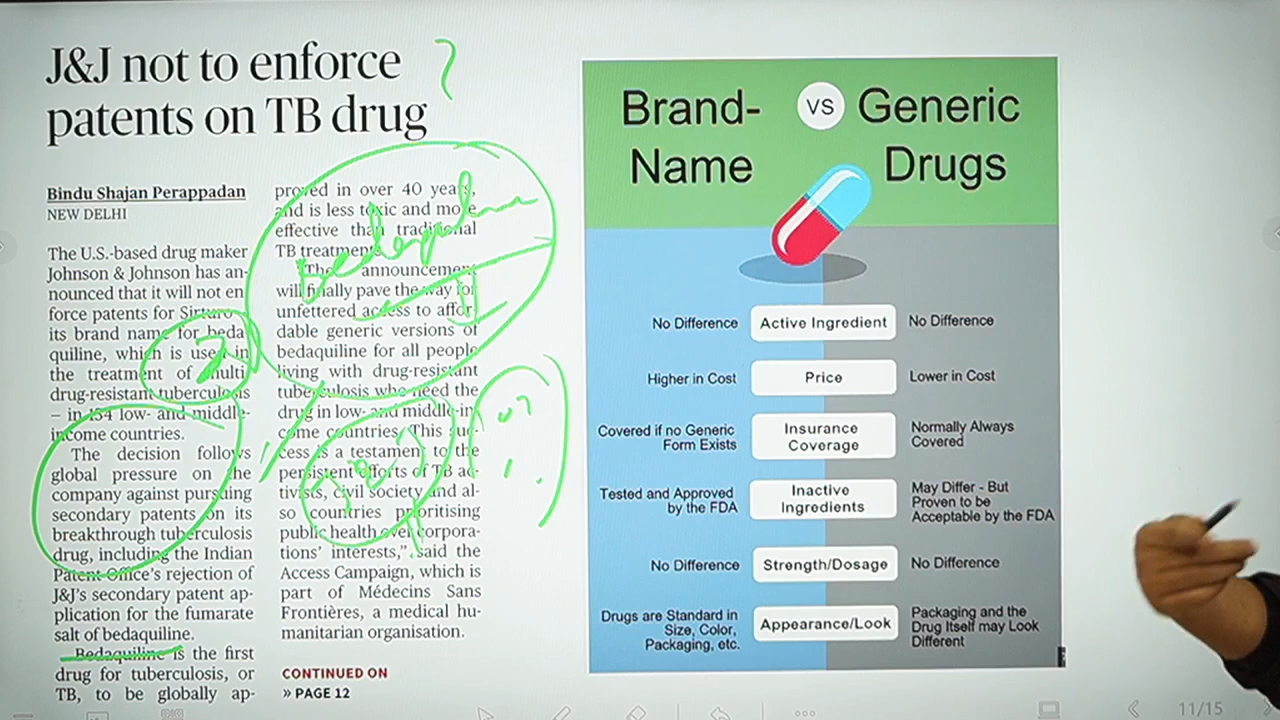 J&J not to enforce
patents on TB drug
Bindu Shajan Perappadan
NEW DELHI
The U.S.-based drug maker
Johnson & Johnson has an-
nounced that it will not en-
force patents for Sirturo
its brand name for beda
quiline, which is used in
the treatment of multi
drug-resistant tuberculosis
– in 134 low- and middle-
income countries.
The decision follows
global pressure on the
company against pursuing
secondary patents on its
breakthrough tuberculosis
drug, including the Indian
Patent Office's rejection of
J&J's secondary patent ap-
plication for the fumarate
salt of bedaquiline.
Bedaquiline is the first
drug for tuberculosis, or
TB, to be globally ap-
proved in over 40 years,
and is less toxic and more
effective than traditional
TB treatments.
"The announcement
will finally pave the way for
unfettered access to affor-
dable generic versions of
bedaquiline for all people
living with drug-resistant
tuberculosis who need the
drug in low- and middle-in-
come countries. This suc-
cess is a testament to the
persistent efforts of TB ac-
tivists, civil society and al-
countries prioritising
public health over corpora-
tions' interests," said the
Access Campaign, which is
part of Médecins Sans
Frontières, a medical hu-
manitarian organisation.
CONTINUED ON
» PAGE 12
?
Brand-
Name
VS
Generic
Drugs
No Difference Active Ingredient No Difference
Higher in Cost Price Lower in Cost
Covered if no Generic
Form Exists
Insurance
Coverage
Normally Always
Covered
Tested and Approved
by the FDA
Inactive
Ingredients
May Differ - But
Proven to be
Acceptable by the FDA
No Difference Strength/Dosage No Difference
Drugs are Standard in
Size, Color,
Packaging, etc.
Appearance/Look
Packaging and the
Drug Itself may Look
Different
11/15